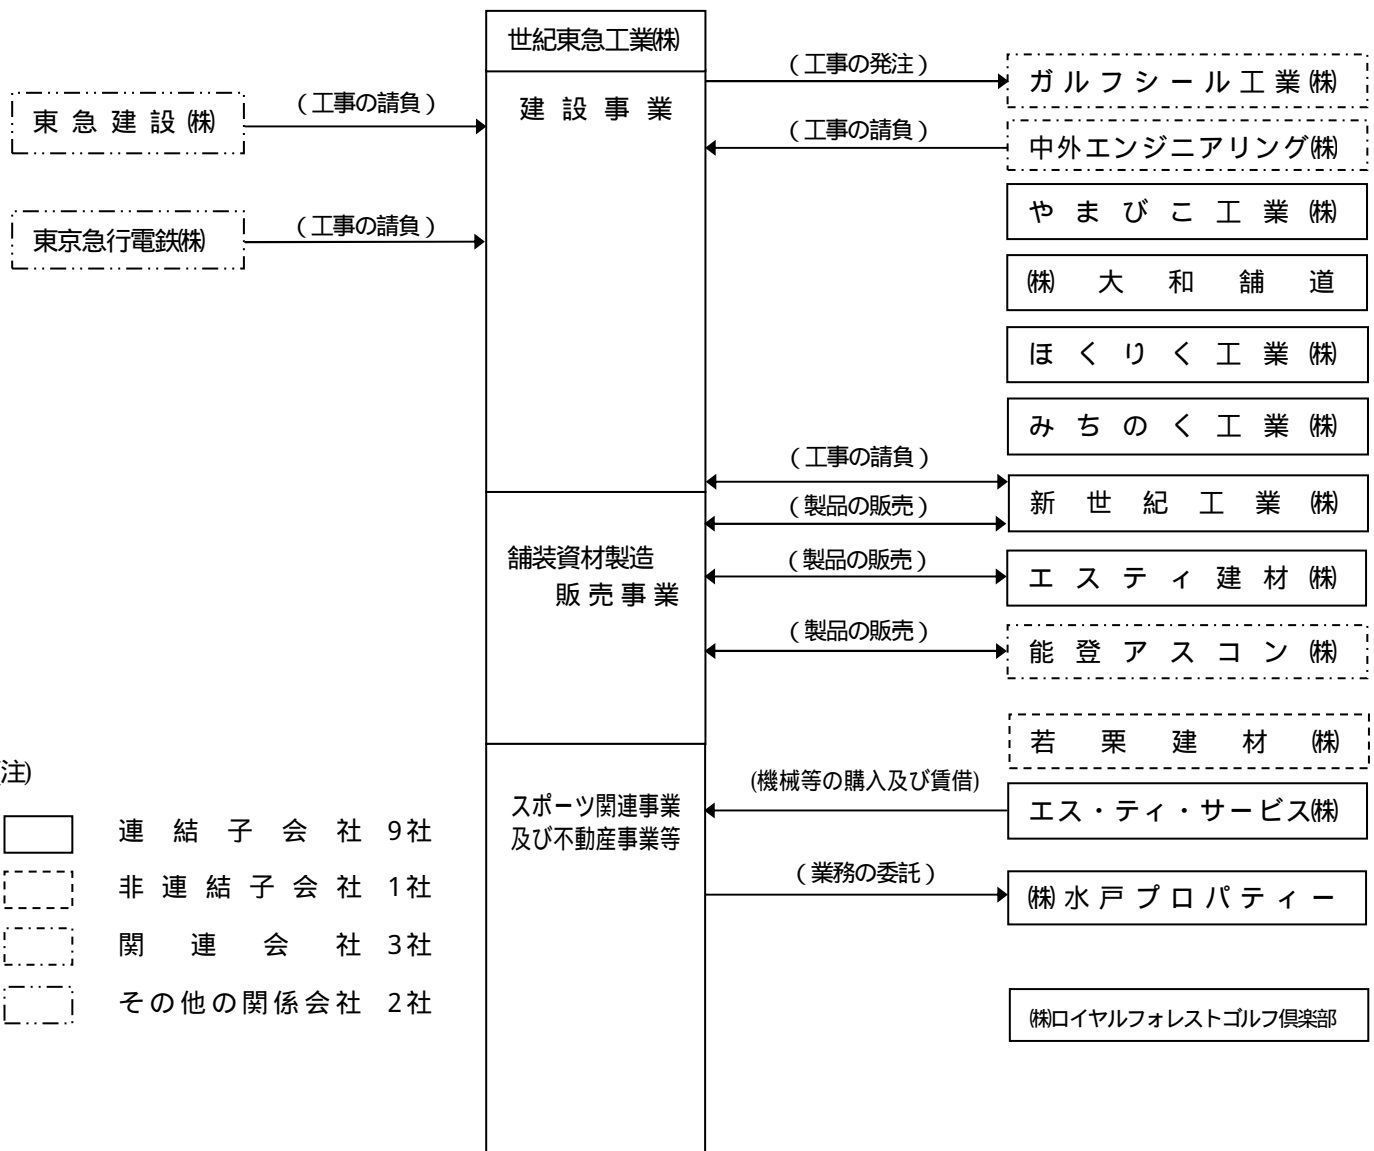 世紀東急工業㈱
建設事業
(工事の請負)
東急建設㈱
(工事の請負)
東京急行電鉄㈱
(工事の発注)
ガルフシール工業㈱
(工事の請負)
中外エンジニアリング㈱
やまびこ工業㈱
㈱大和舗道
ほくりく工業㈱
みちのく工業㈱
(工事の請負)
新世紀工業㈱
(製品の販売)
舗装資材製造
販売事業
(製品の販売)
エスティ建材㈱
(製品の販売)
能登アスコン㈱
若栗建材㈱
スポーツ関連事業
及び不動産事業等
(機械等の購入及び賃借)
エス・ティ・サービス㈱
(業務の委託)
㈱水戸プロパティー
㈱ロイヤルフォレストゴルフ倶楽部
注)
連結子会社 9社
非連結子会社 1社
関連会社 3社
その他の関係会社 2社